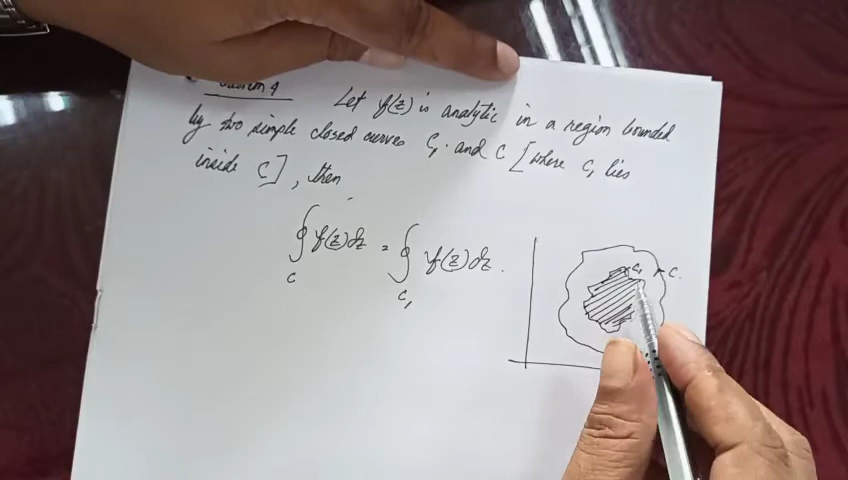 Let f(z) is analytic in a region bounded
by two simple closed curves C₁ and C [where C₁ lies
inside C], then
∮ f(z)dz = ∮ f(z)dz.
C C₁
C₁ C.